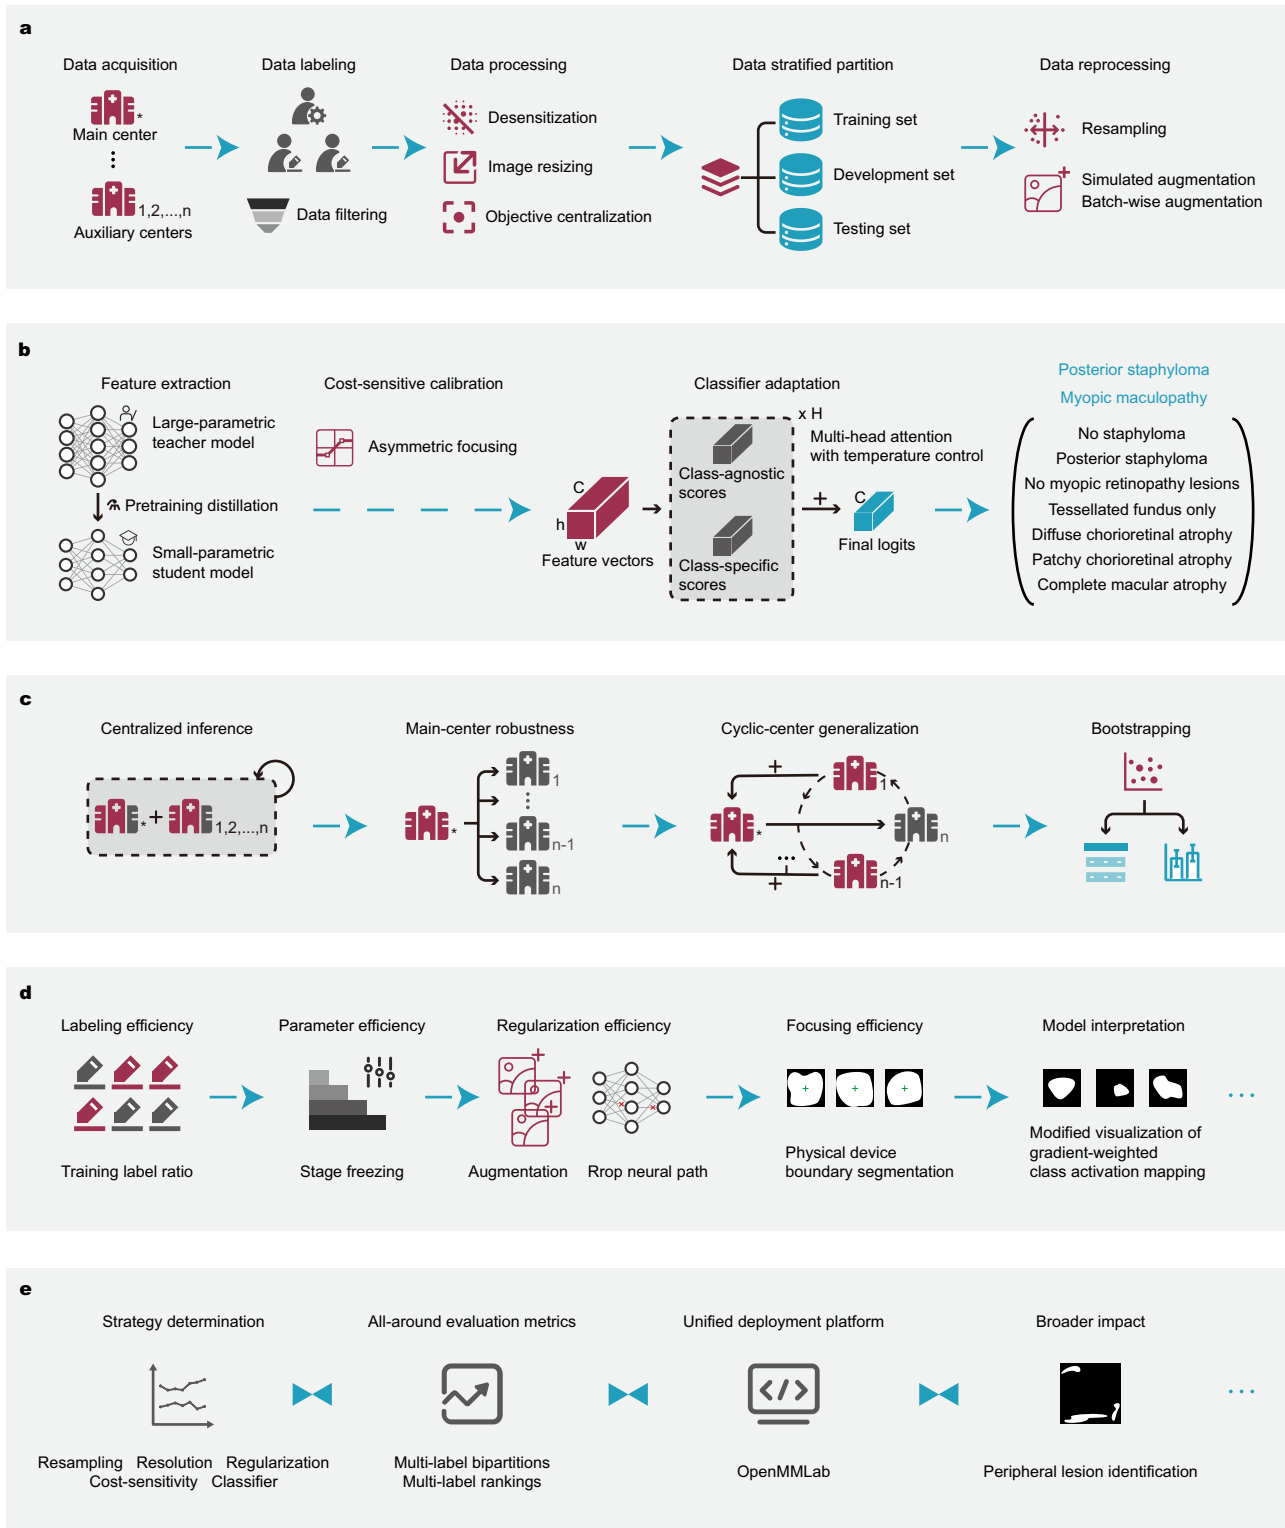 a
Data acquisition
Data labeling
Data processing
Data stratified partition
Data reprocessing
*
Main center
1,2,...,n
Auxiliary centers
Data filtering
Desensitization
Image resizing
Objective centralization
Training set
Development set
Testing set
Resampling
Simulated augmentation
Batch-wise augmentation
b
Feature extraction
Cost-sensitive calibration
Classifier adaptation
Posterior staphyloma
Myopic maculopathy
Large-parametric
teacher model
Pretraining distillation
Small-parametric
student model
Asymmetric focusing
C
h
w
Feature vectors
Class-agnostic
scores
Class-specific
scores
x H
Multi-head attention
with temperature control
+
C
Final logits
No staphyloma
Posterior staphyloma
No myopic retinopathy lesions
Tessellated fundus only
Diffuse chorioretinal atrophy
Patchy chorioretinal atrophy
Complete macular atrophy
c
Centralized inference
Main-center robustness
Cyclic-center generalization
Bootstrapping
* + 1,2,...,n
*
1
n-1
n
+
1
*
n
...
+
n-1
d
Labeling efficiency
Parameter efficiency
Regularization efficiency
Focusing efficiency
Model interpretation
Training label ratio
Stage freezing
Augmentation
Rrop neural path
Physical device
boundary segmentation
Modified visualization of
gradient-weighted
class activation mapping
...
e
Strategy determination
All-around evaluation metrics
Unified deployment platform
Broader impact
...
Resampling Resolution Regularization
Cost-sensitivity Classifier
Multi-label bipartitions
Multi-label rankings
</>
OpenMMLab
Peripheral lesion identification